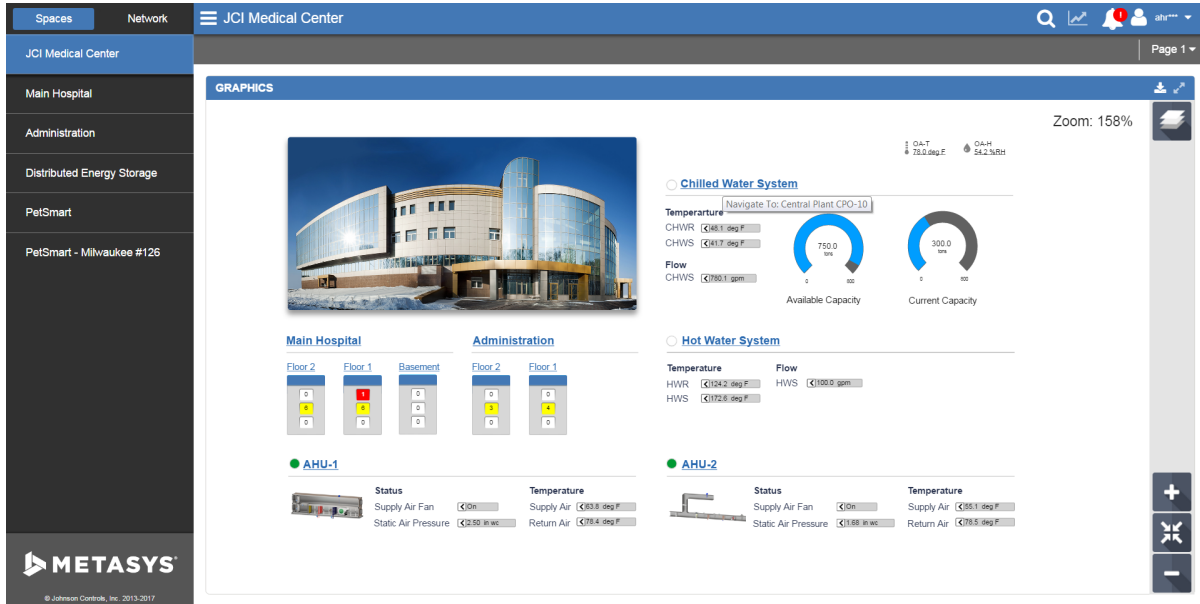 Spaces Network JCI Medical Center 1 ahr*** 
JCI Medical Center Page 1
Main Hospital
Administration
Distributed Energy Storage
PetSmart
PetSmart - Milwaukee #126
METASYS
© Johnson Controls, Inc. 2013-2017
GRAPHICS
Zoom: 158%
OA-T OA-H
78.0 deg F 54.2 %RH
Chilled Water System
Navigate To: Central Plant CPO-10
Temperarture
CHWR 48.1 deg F
CHWS 41.7 deg F
Flow
CHWS 780.1 gpm
750.0
tons
0 800
Available Capacity
300.0
tons
0 800
Current Capacity
Main Hospital
Floor 2 Floor 1 Basement
0 1 0
6 6 0
0 0 0
Administration
Floor 2 Floor 1
0 0
3 4
0 0
Hot Water System
Temperature Flow
HWR 124.2 deg F HWS 100.0 gpm
HWS 172.6 deg F
AHU-1
Status Temperature
Supply Air Fan On Supply Air 63.8 deg F
Static Air Pressure 2.50 in wc Return Air 78.4 deg F
AHU-2
Status Temperature
Supply Air Fan On Supply Air 55.1 deg F
Static Air Pressure 1.68 in wc Return Air 78.5 deg F